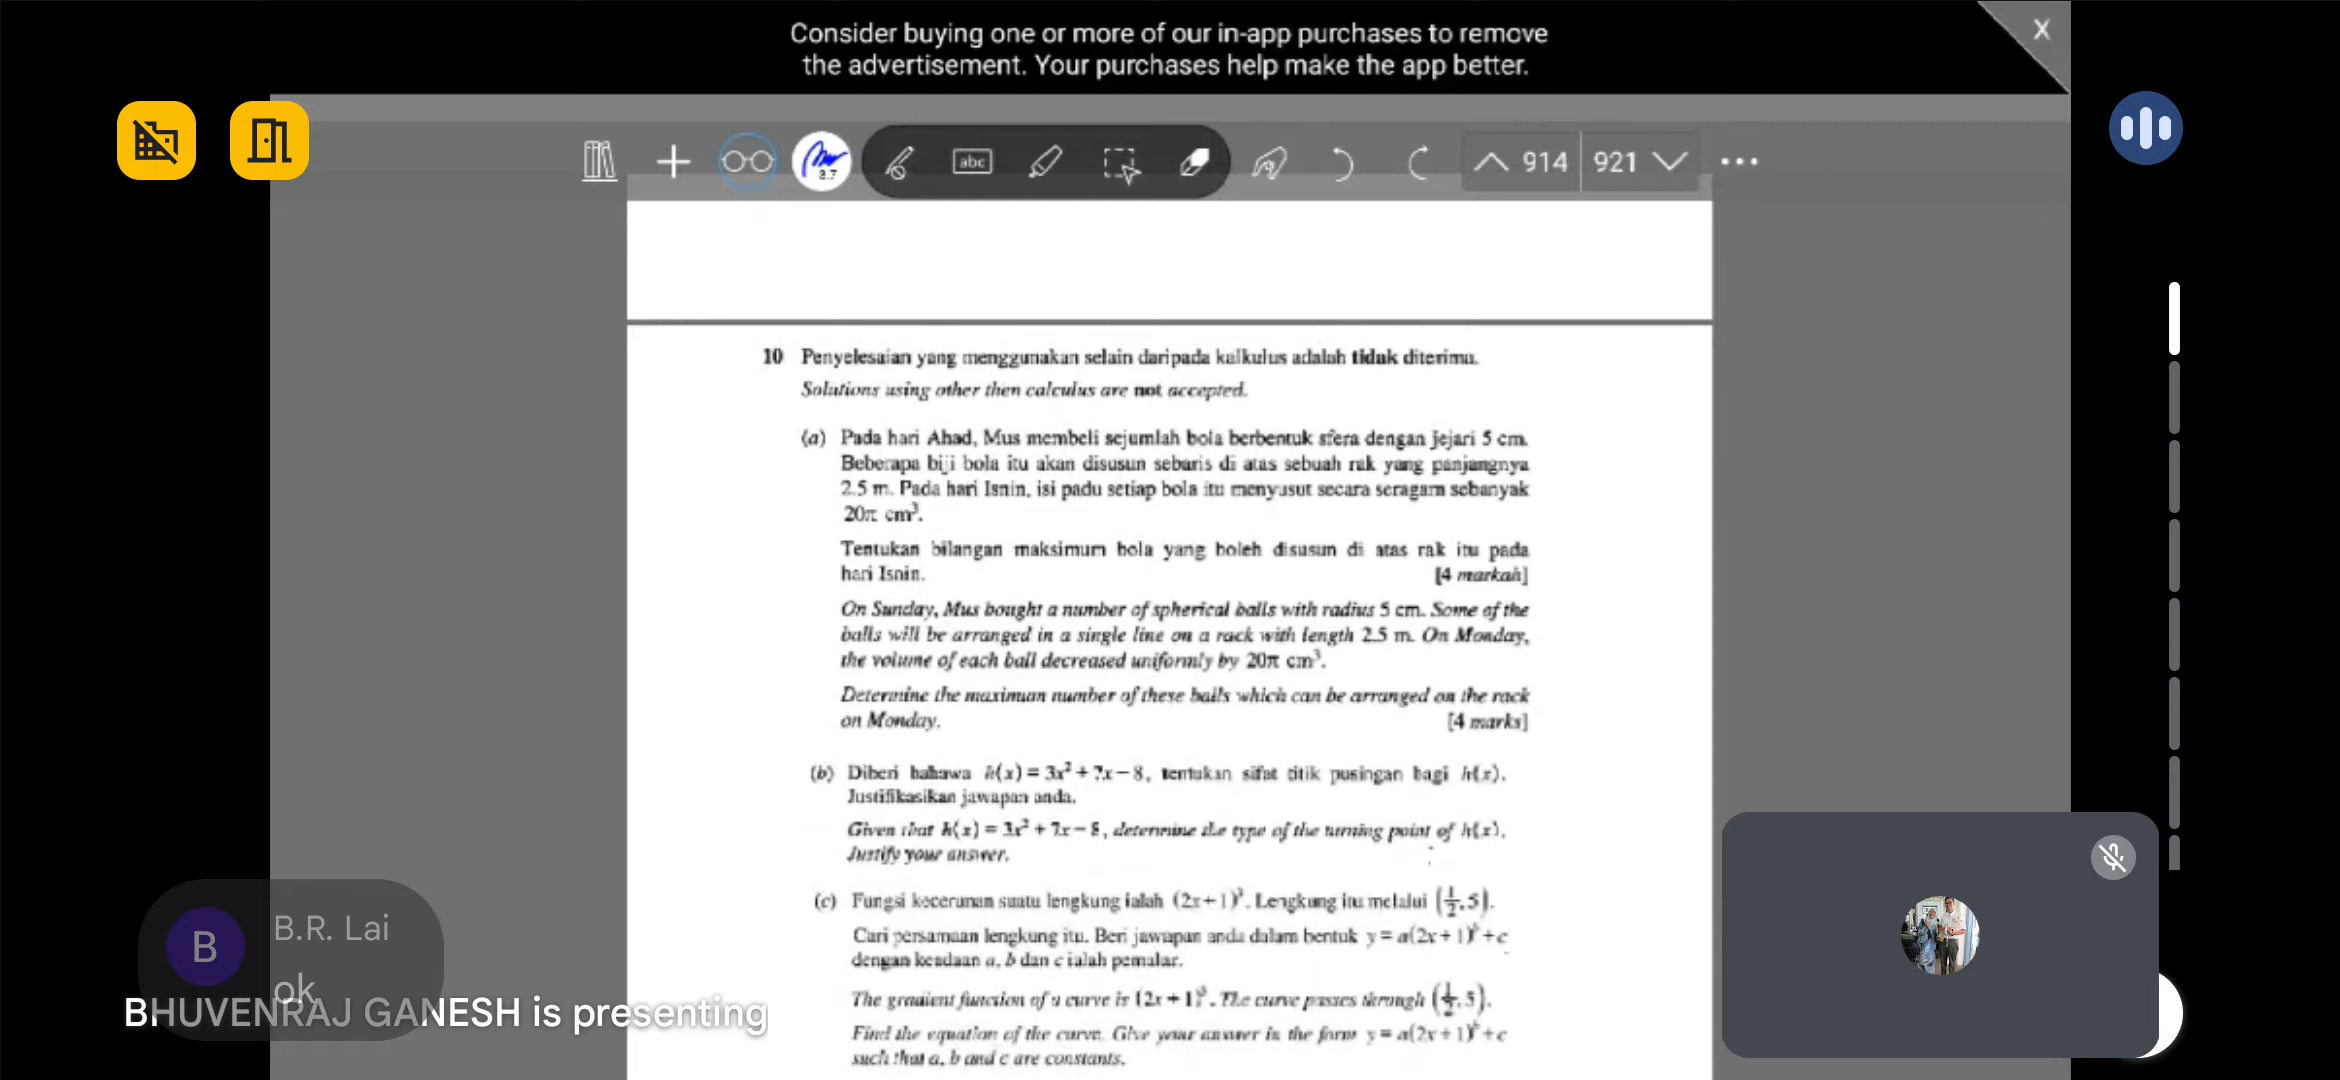 Consider buying one or more of our in-app purchases to remove
the advertisement. Your purchases help make the app better.
X
abc
3.7
914
921
10 Penyelesaian yang menggunakan selain daripada kalkulus adalah tidak diterima.
Solutions using other then calculus are not accepted.
(a) Pada hari Ahad, Mus membeli sejumlah bola berbentuk sfera dengan jejari 5 cm.
Beberapa biji bola itu akan disusun sebaris di atas sebuah rak yang panjangnya
2.5 m. Pada hari Isnin, isi padu setiap bola itu menyusut secara seragam sebanyak
20π cm³.
Tentukan bilangan maksimum bola yang boleh disusun di atas rak itu pada
hari Isnin. [4 markah]
On Sunday, Mus bought a number of spherical balls with radius 5 cm. Some of the
balls will be arranged in a single line on a rack with length 2.5 m. On Monday,
the volume of each ball decreased uniformly by 20π cm³.
Determine the maximum number of these balls which can be arranged on the rack
on Monday. [4 marks]
(b) Diberi bahawa h(x) = 3x² + 7x − 8, tentukan sifat titik pusingan bagi h(x).
Justifikasikan jawapan anda.
Given that h(x) = 3x² + 7x − 8, determine the type of the turning point of h(x).
Justify your answer.
(c) Fungsi kecerunan suatu lengkung ialah (2x + 1)³. Lengkung itu melalui (1/2, 5).
Cari persamaan lengkung itu. Beri jawapan anda dalam bentuk y = a(2x + 1)ᵇ + c
dengan keadaan a, b dan c ialah pemalar.
The gradient function of a curve is (2x + 1)³. The curve passes through (1/2, 5).
Find the equation of the curve. Give your answer in the form y = a(2x + 1)ᵇ + c
such that a, b and c are constants.
B
B.R. Lai
ok
BHUVENRAJ GANESH is presenting